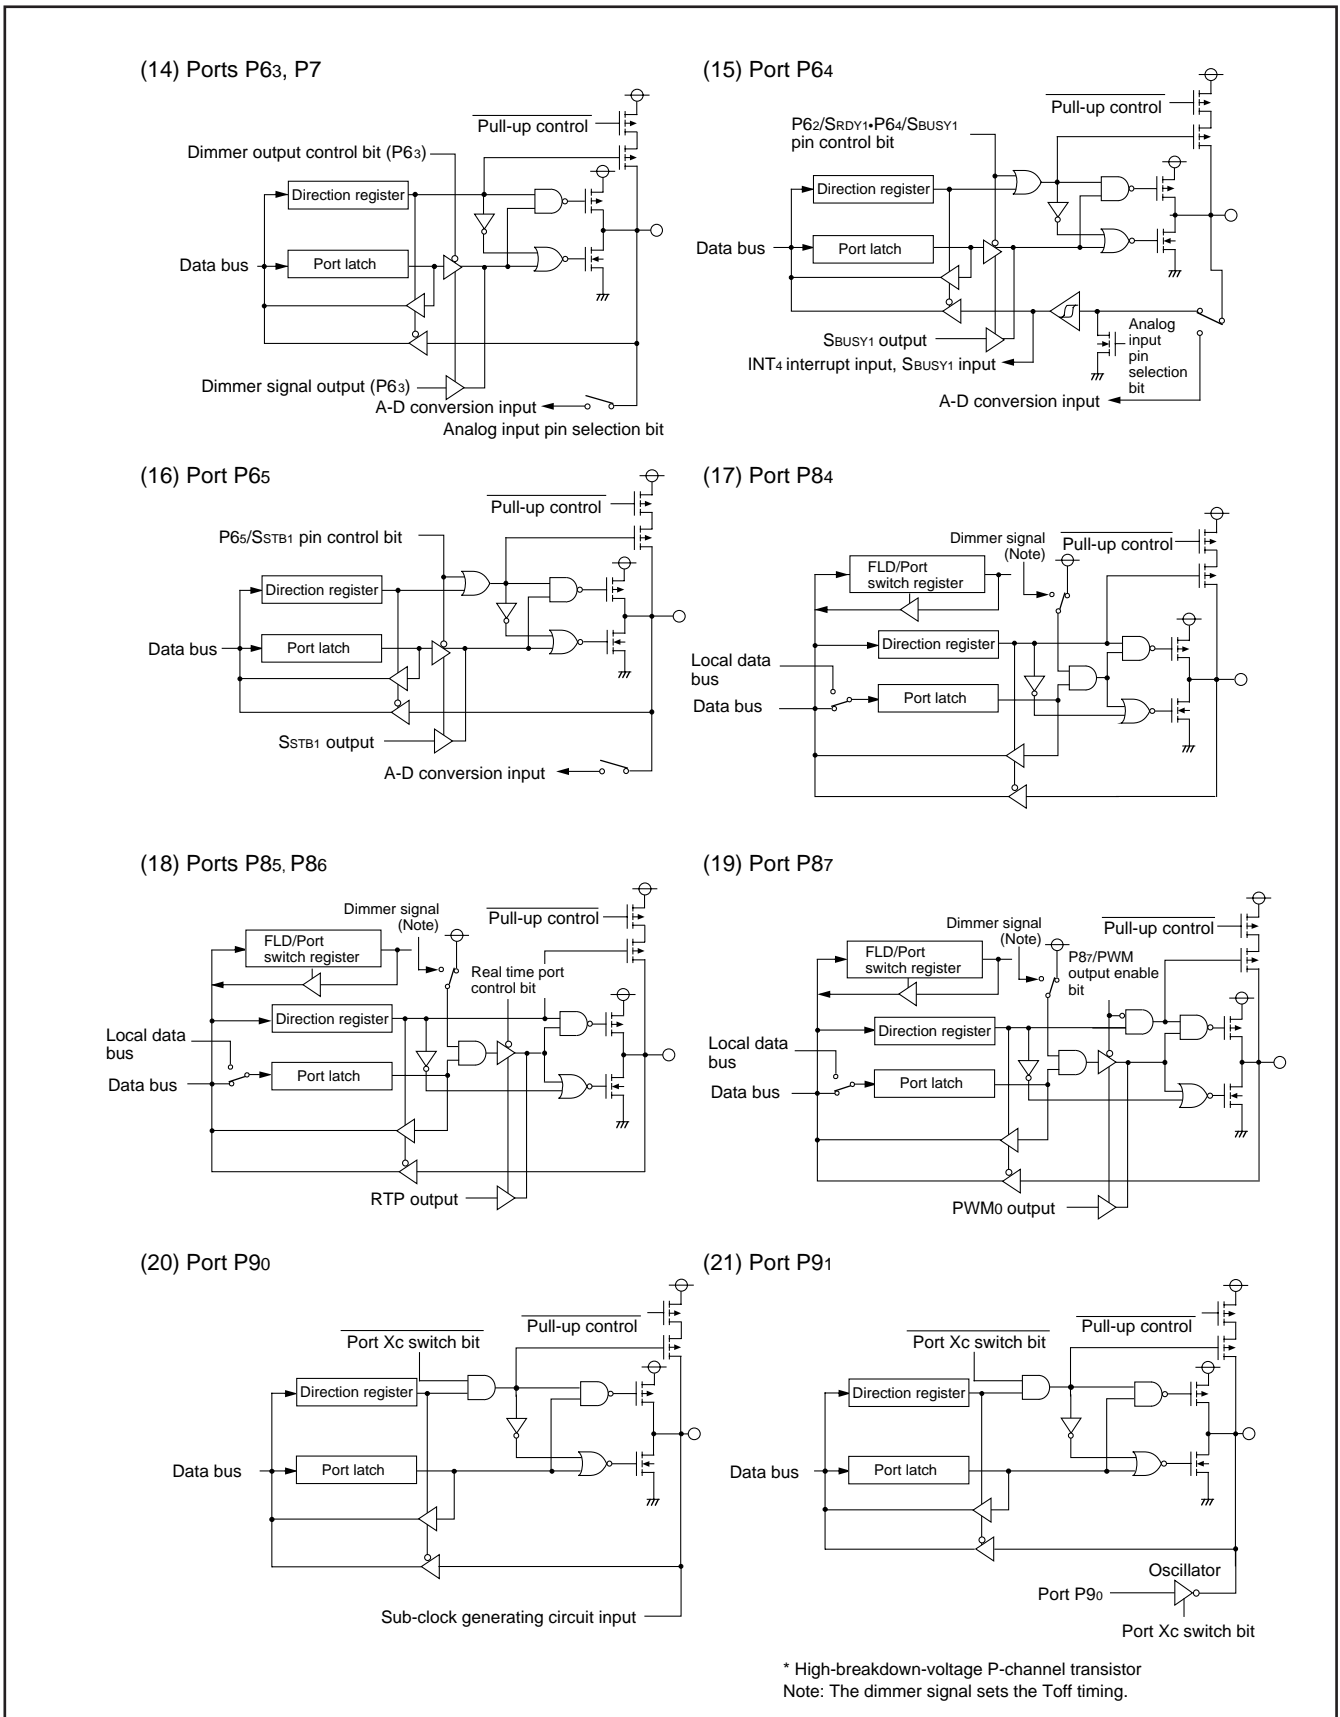 (14) Ports P63, P7
Pull-up control
Dimmer output control bit (P63)
Direction register
Data bus
Port latch
Dimmer signal output (P63)
A-D conversion input
Analog input pin selection bit
(15) Port P64
Pull-up control
P62/SRDY1•P64/SBUSY1
pin control bit
Direction register
Data bus
Port latch
SBUSY1 output
INT4 interrupt input, SBUSY1 input
Analog
input
pin
selection
bit
A-D conversion input
(16) Port P65
Pull-up control
P65/SSTB1 pin control bit
Direction register
Data bus
Port latch
SSTB1 output
A-D conversion input
(17) Port P84
Dimmer signal
(Note)
Pull-up control
FLD/Port
switch register
Direction register
Local data
bus
Data bus
Port latch
(18) Ports P85, P86
Dimmer signal
(Note)
Pull-up control
FLD/Port
switch register
Real time port
control bit
Direction register
Local data
bus
Data bus
Port latch
RTP output
(19) Port P87
Dimmer signal
(Note)
Pull-up control
FLD/Port
switch register
P87/PWM
output enable
bit
Direction register
Local data
bus
Data bus
Port latch
PWM0 output
(20) Port P90
Pull-up control
Port Xc switch bit
Direction register
Data bus
Port latch
Sub-clock generating circuit input
(21) Port P91
Pull-up control
Port Xc switch bit
Direction register
Data bus
Port latch
Oscillator
Port P90
Port Xc switch bit
* High-breakdown-voltage P-channel transistor
Note: The dimmer signal sets the Toff timing.